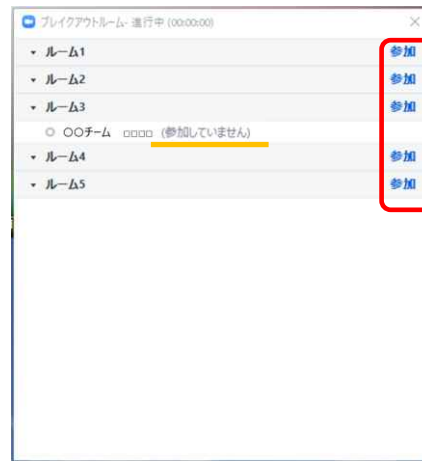 ブレイクアウトルーム - 進行中 (00:00:00)
ルーム1 参加
ルーム2 参加
ルーム3 参加
〇〇チーム □□□□ (参加していません)
ルーム4 参加
ルーム5 参加